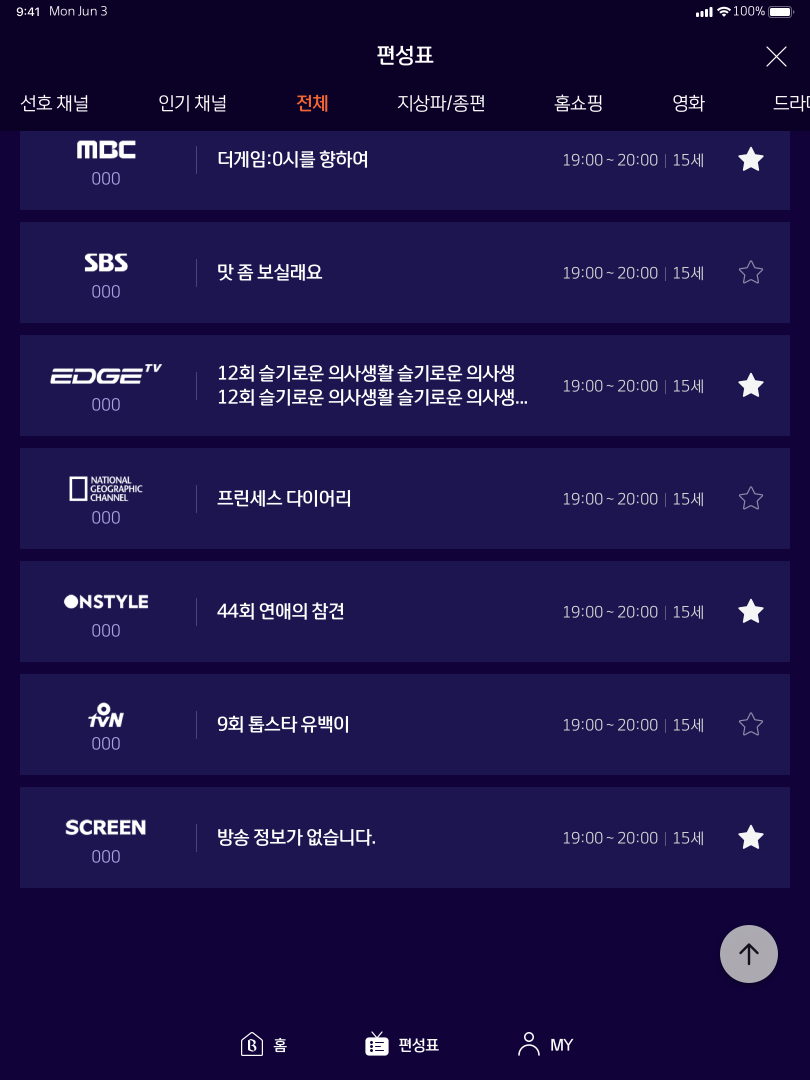 9:41 Mon Jun 3 100%
편성표
선호 채널 인기 채널 전체 지상파/종편 홈쇼핑 영화 드라마
MBC
000
더게임:0시를 향하여
19:00 ~ 20:00 | 15세
SBS
000
맛 좀 보실래요
19:00 ~ 20:00 | 15세
EDGE TV
000
12회 슬기로운 의사생활 슬기로운 의사생
12회 슬기로운 의사생활 슬기로운 의사생...
19:00 ~ 20:00 | 15세
NATIONAL
GEOGRAPHIC
CHANNEL
000
프린세스 다이어리
19:00 ~ 20:00 | 15세
ONSTYLE
000
44회 연애의 참견
19:00 ~ 20:00 | 15세
tvN
000
9회 톱스타 유백이
19:00 ~ 20:00 | 15세
SCREEN
000
방송 정보가 없습니다.
19:00 ~ 20:00 | 15세
B 홈 편성표 MY